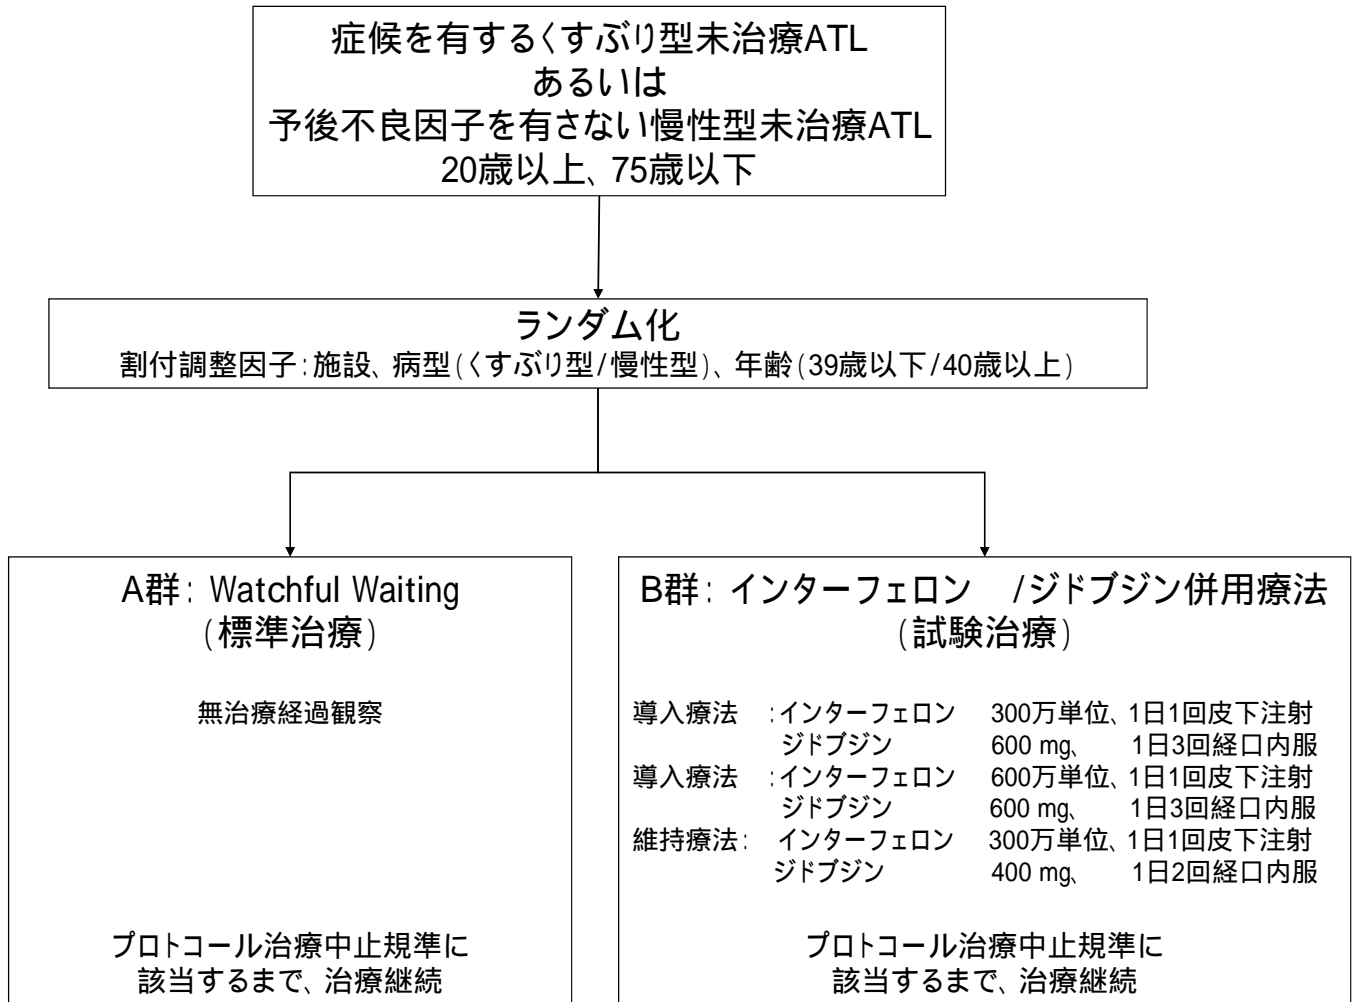 症候を有するくすぶり型未治療ATL
あるいは
予後不良因子を有さない慢性型未治療ATL
20歳以上、75歳以下
ランダム化
割付調整因子:施設、病型(くすぶり型/慢性型)、年齢(39歳以下/40歳以上)
A群: Watchful Waiting
(標準治療)
無治療経過観察
プロトコール治療中止規準に
該当するまで、治療継続
B群: インターフェロン /ジドブジン併用療法
(試験治療)
導入療法 :インターフェロン 300万単位、1日1回皮下注射
ジドブジン 600 mg、 1日3回経口内服
導入療法 :インターフェロン 600万単位、1日1回皮下注射
ジドブジン 600 mg、 1日3回経口内服
維持療法: インターフェロン 300万単位、1日1回皮下注射
ジドブジン 400 mg、 1日2回経口内服
プロトコール治療中止規準に
該当するまで、治療継続